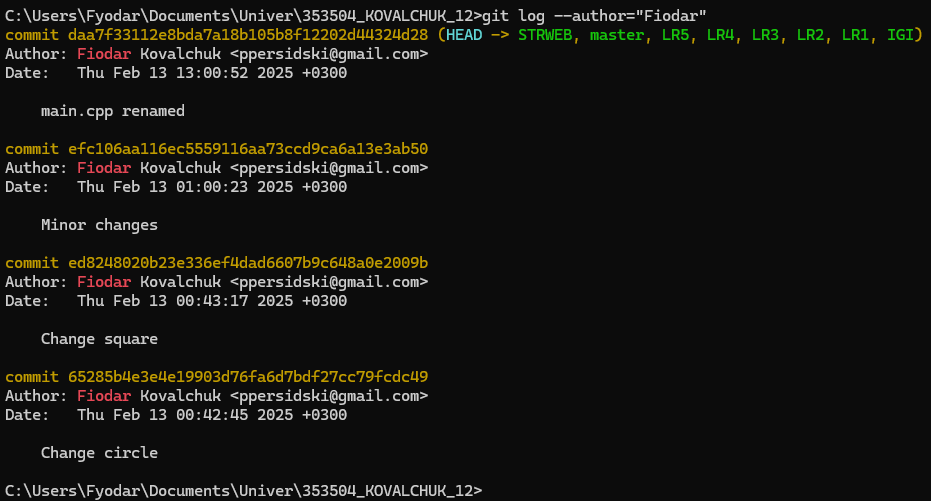 C:\Users\Fyodar\Documents\Univer\353504_KOVALCHUK_12>git log --author="Fiodar"
commit daa7f33112e8bda7a18b105b8f12202d44324d28 (HEAD -> STRWEB, master, LR5, LR4, LR3, LR2, LR1, IGI)
Author: Fiodar Kovalchuk <ppersidski@gmail.com>
Date:   Thu Feb 13 13:00:52 2025 +0300

    main.cpp renamed

commit efc106aa116ec5559116aa73ccd9ca6a13e3ab50
Author: Fiodar Kovalchuk <ppersidski@gmail.com>
Date:   Thu Feb 13 01:00:23 2025 +0300

    Minor changes

commit ed8248020b23e336ef4dad6607b9c648a0e2009b
Author: Fiodar Kovalchuk <ppersidski@gmail.com>
Date:   Thu Feb 13 00:43:17 2025 +0300

    Change square

commit 65285b4e3e4e19903d76fa6d7bdf27cc79fcdc49
Author: Fiodar Kovalchuk <ppersidski@gmail.com>
Date:   Thu Feb 13 00:42:45 2025 +0300

    Change circle

C:\Users\Fyodar\Documents\Univer\353504_KOVALCHUK_12>